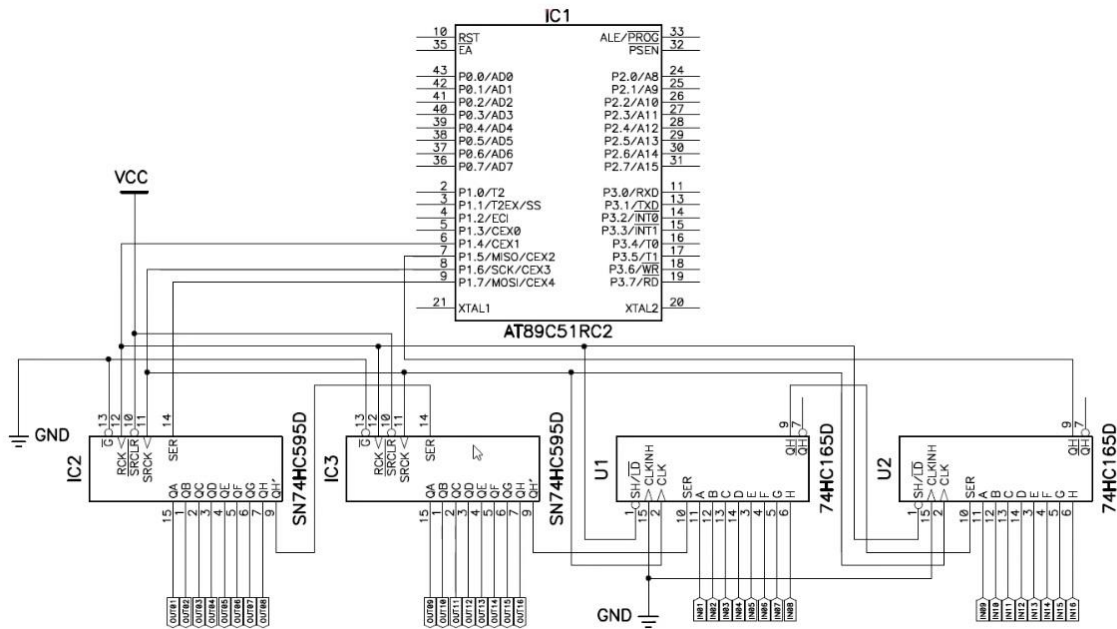 IC1
10 RST ALE/PROG 33
35 EA PSEN 32
43 P0.0/AD0 P2.0/A8 24
42 P0.1/AD1 P2.1/A9 25
41 P0.2/AD2 P2.2/A10 26
40 P0.3/AD3 P2.3/A11 27
39 P0.4/AD4 P2.4/A12 28
38 P0.5/AD5 P2.5/A13 29
37 P0.6/AD6 P2.6/A14 30
36 P0.7/AD7 P2.7/A15 31
VCC
2 P1.0/T2 P3.0/RXD 11
3 P1.1/T2EX/SS P3.1/TXD 13
4 P1.2/ECI P3.2/INT0 14
5 P1.3/CEX0 P3.3/INT1 15
6 P1.4/CEX1 P3.4/T0 16
7 P1.5/MISO/CEX2 P3.5/T1 17
8 P1.6/SCK/CEX3 P3.6/WR 18
9 P1.7/MOSI/CEX4 P3.7/RD 19
21 XTAL1 XTAL2 20
AT89C51RC2
GND
13 12 10 11 14
G RCK SRCLR SRCK SER
IC2
SN74HC595D
QA QB QC QD QE QF QG QH QH'
15 1 2 3 4 5 6 7 9
OUT01 OUT02 OUT03 OUT04 OUT05 OUT06 OUT07 OUT08
13 12 10 11 14
G RCK SRCLR SRCK SER
IC3
SN74HC595D
QA QB QC QD QE QF QG QH QH'
15 1 2 3 4 5 6 7 9
OUT09 OUT10 OUT11 OUT12 OUT13 OUT14 OUT15 OUT16
9 7
QH QH
U1
74HC165D
SH/LD CLKINH CLK SER A B C D E F G H
1 15 2 10 11 12 13 14 3 4 5 6
GND
IN01 IN02 IN03 IN04 IN05 IN06 IN07 IN08
9 7
QH QH
U2
74HC165D
SH/LD CLKINH CLK SER A B C D E F G H
1 15 2 10 11 12 13 14 3 4 5 6
IN09 IN10 IN11 IN12 IN13 IN14 IN15 IN16